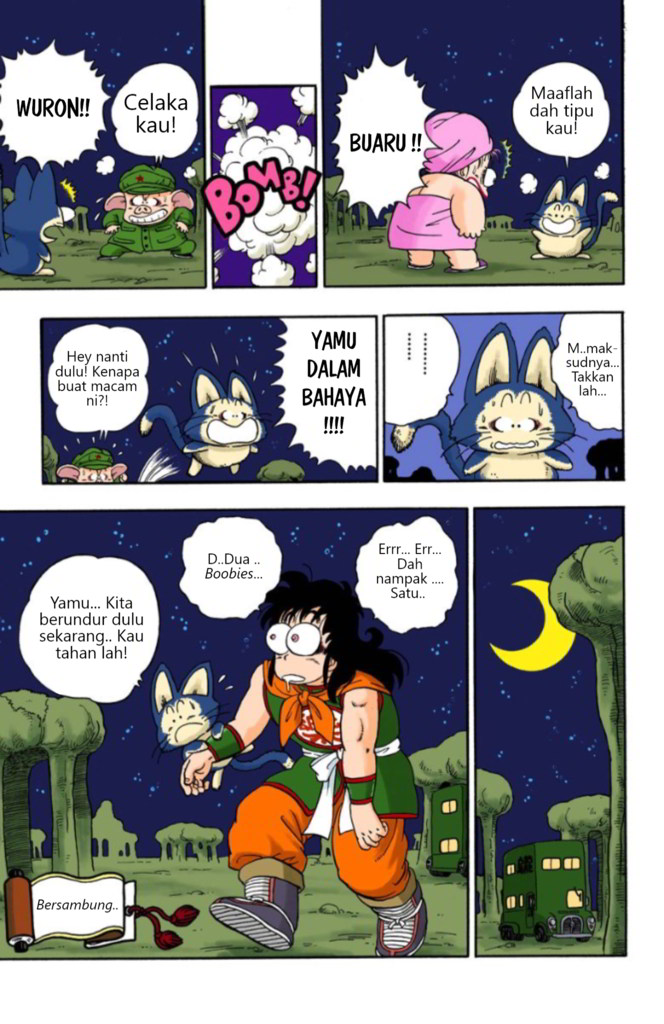 Maaflah
dah tipu
kau!
BUARU !!
BOMB!
Celaka
kau!
WURON!!
M..mak-
sudnya...
Takkan
lah...
........
........
YAMU
DALAM
BAHAYA
!!!!
Hey nanti
dulu! Kenapa
buat macam
ni?!
Errr... Err...
Dah
nampak ....
Satu..
D..Dua ..
Boobies...
Yamu... Kita
berundur dulu
sekarang.. Kau
tahan lah!
Bersambung..